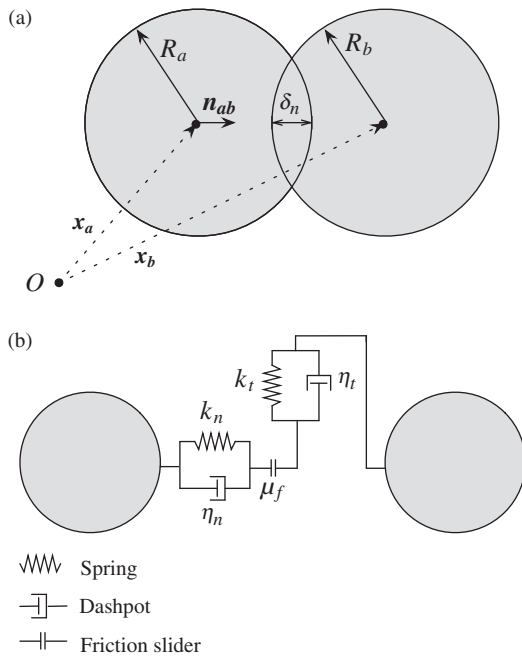 (a)
R_a
R_b
n_ab
δ_n
x_a
x_b
O
(b)
k_t
η_t
k_n
μ_f
η_n
Spring
Dashpot
Friction slider